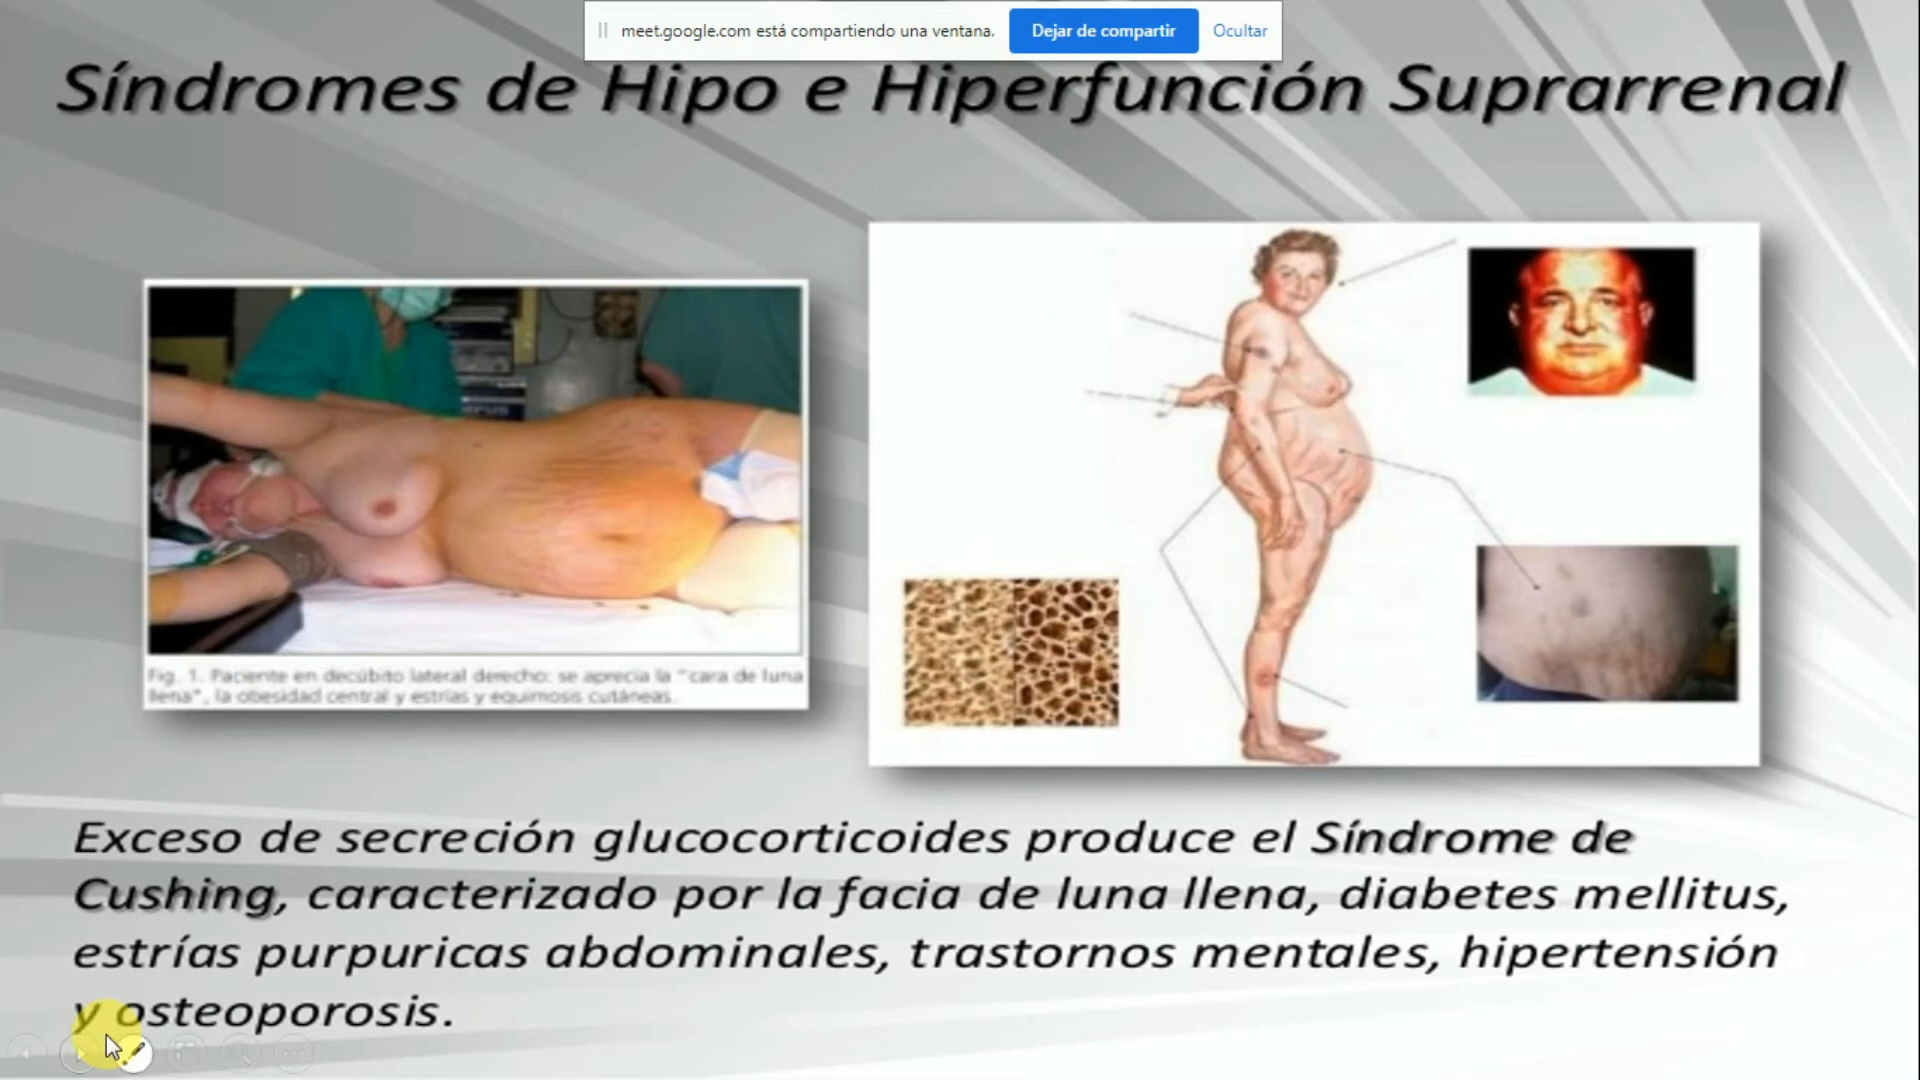 meet.google.com está compartiendo una ventana. Dejar de compartir Ocultar
Síndromes de Hipo e Hiperfunción Suprarrenal
Fig. 1. Paciente en decúbito lateral derecho: se aprecia la "cara de luna
llena", la obesidad central y estrías y equimosis cutáneas.
Exceso de secreción glucocorticoides produce el Síndrome de
Cushing, caracterizado por la facia de luna llena, diabetes mellitus,
estrías purpuricas abdominales, trastornos mentales, hipertensión
y osteoporosis.